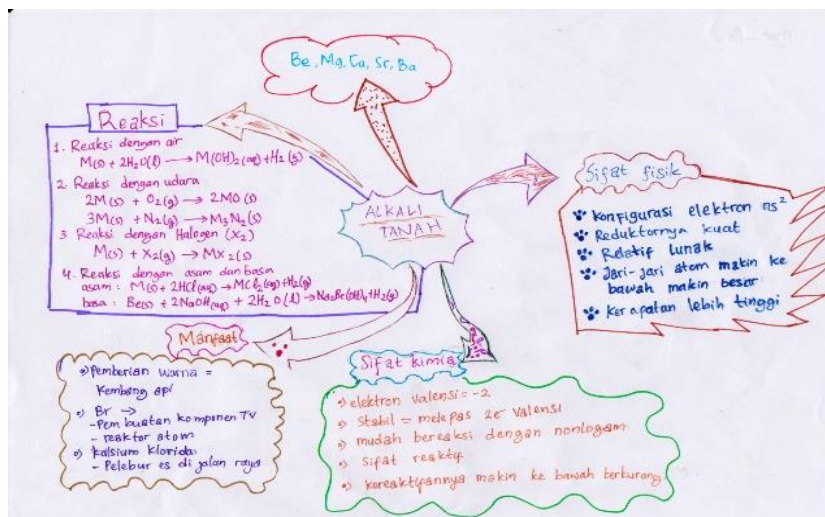 Be, Mg, Ca, Sr, Ba
Reaksi
1. Reaksi dengan air
M(s) + 2H2O(l) → M(OH)2(aq) + H2(g)
2. Reaksi dengan udara
2M(s) + O2(g) → 2MO(s)
3M(s) + N2(g) → M3N2(s)
3 Reaksi dengan Halogen (X2)
M(s) + X2(g) → MX2(s)
4. Reaksi dengan asam dan basa
asam : M(s) + 2HCl(aq) → MCl2(aq) + H2(g)
basa : Be(s) + 2NaOH(aq) + 2H2O(l) → Na2Be(OH)4 + H2(g)
ALKALI
TANAH
Sifat fisik
Konfigurasi elektron ns²
Reduktornya kuat
Relatif lunak
Jari-jari atom makin ke
bawah makin besar
Kerapatan lebih tinggi
Manfaat
Pemberian warna =
Kembang api
Br →
- Pembuatan komponen TV
- reaktor atom
Kalsium klorida
- Pelebur es di jalan raya
Sifat kimia
elektron valensi = -2
Stabil = melepas 2e⁻ Valensi
mudah bereaksi dengan nonlogam
Sifat reaktif
kereaktifannya makin ke bawah berkurang